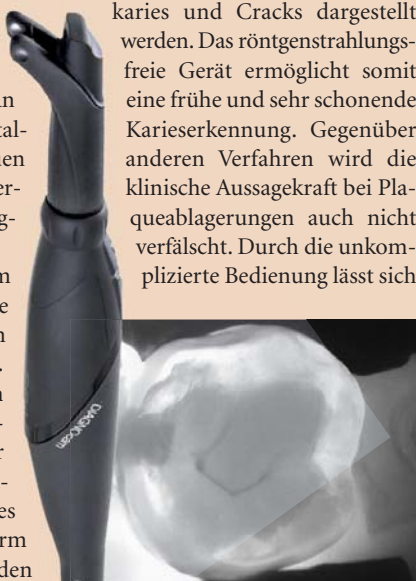 karies und Cracks dargestellt
werden. Das röntgenstrahlungs-
freie Gerät ermöglicht somit
eine frühe und sehr schonende
Karieserkennung. Gegenüber
anderen Verfahren wird die
klinische Aussagekraft bei Pla-
queablagerungen auch nicht
verfälscht. Durch die unkom-
plizierte Bedienung lässt sich
DIAGNOcam
den